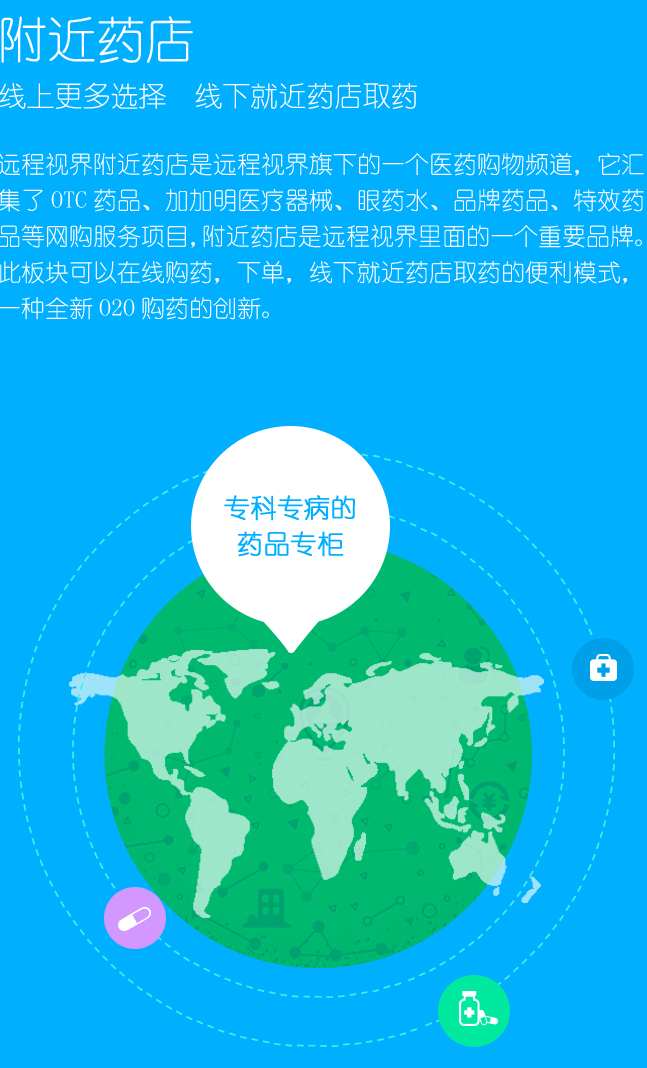 附近药店
线上更多选择　线下就近药店取药
远程视界附近药店是远程视界旗下的一个医药购物频道，它汇
集了 OTC 药品、加加明医疗器械、眼药水、品牌药品、特效药
品等网购服务项目,附近药店是远程视界里面的一个重要品牌。
此板块可以在线购药，下单，线下就近药店取药的便利模式，
一种全新 O2O 购药的创新。
专科专病的
药品专柜